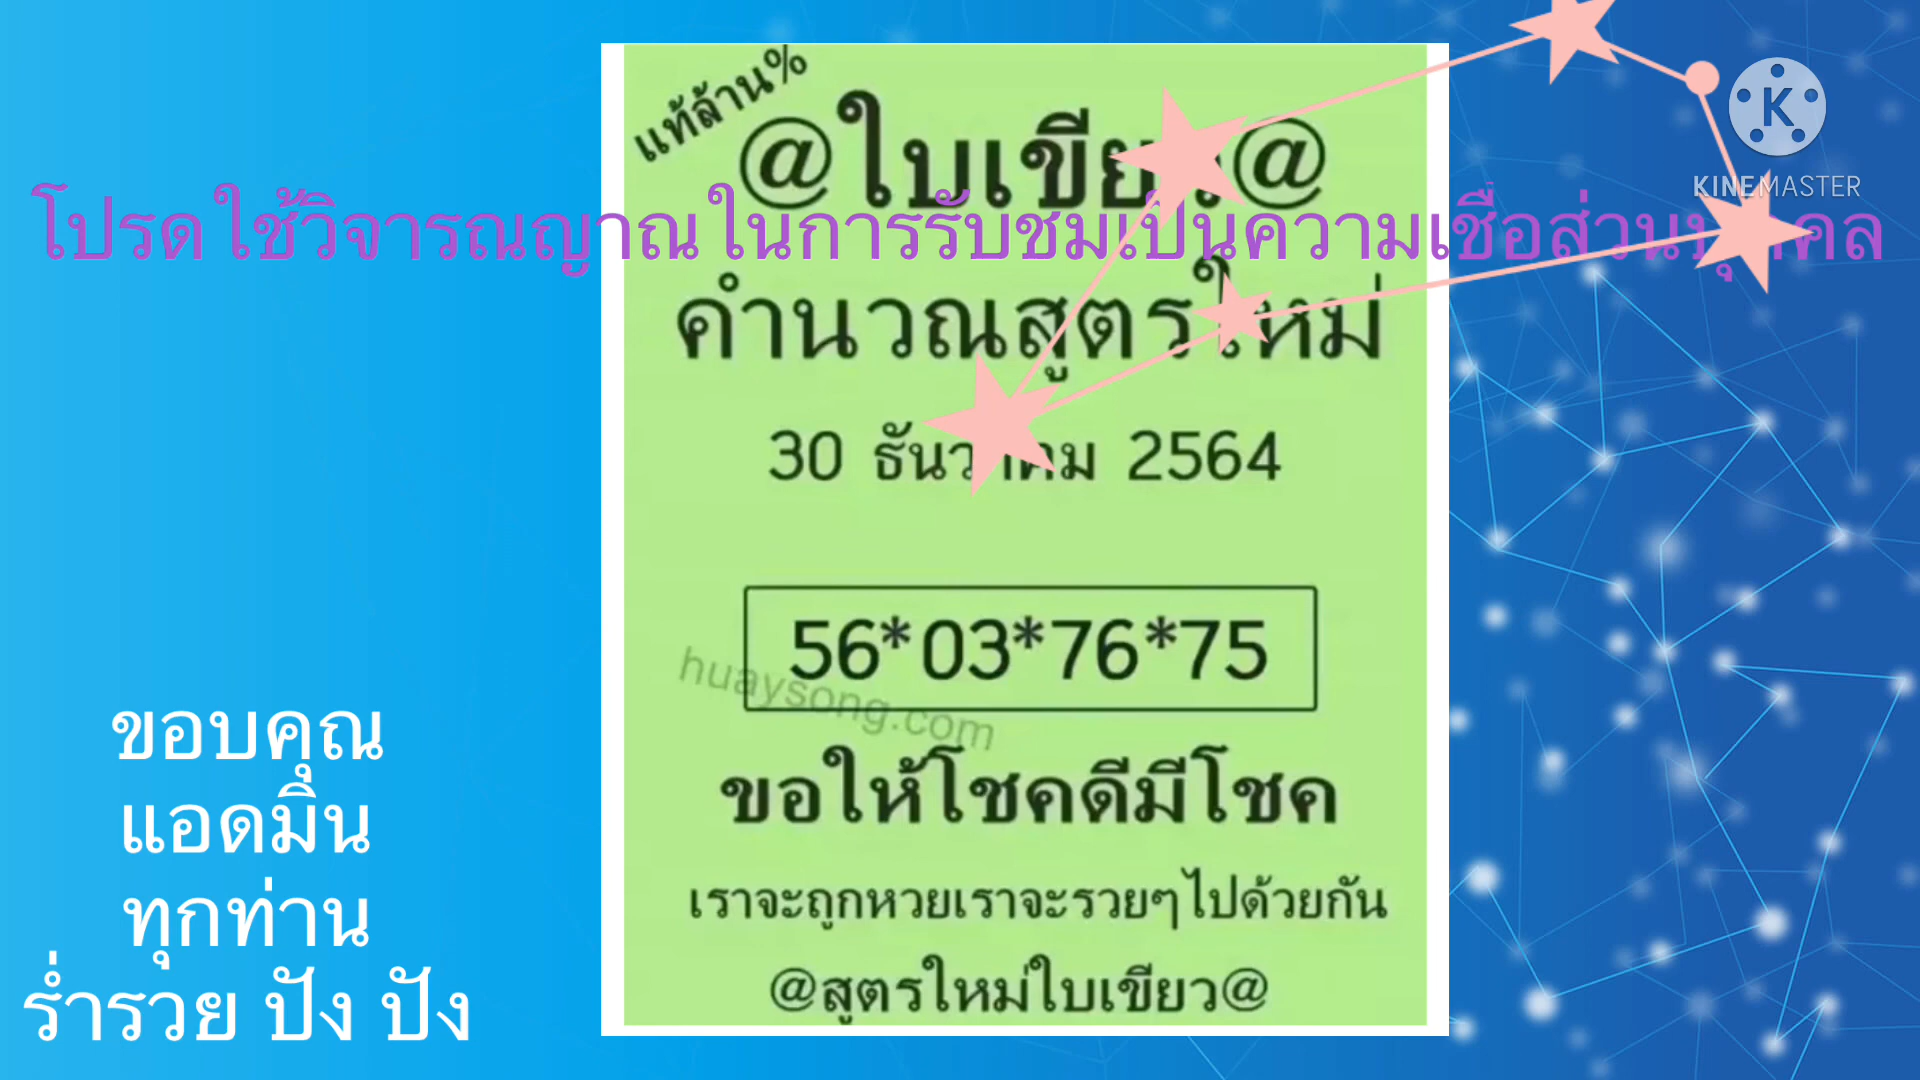 แท้ล้าน%
@ใบเขียว@
โปรดใช้วิจารณญาณในการรับชมเป็นความเชื่อส่วนบุคคล
คำนวณสูตรใหม่
30 ธันวาคม 2564
56*03*76*75
huaysong.com
ขอให้โชคดีมีโชค
เราจะถูกหวยเราจะรวยๆไปด้วยกัน
@สูตรใหม่ใบเขียว@
ขอบคุณ
แอดมิน
ทุกท่าน
ร่ำรวย ปัง ปัง
K
KINEMASTER